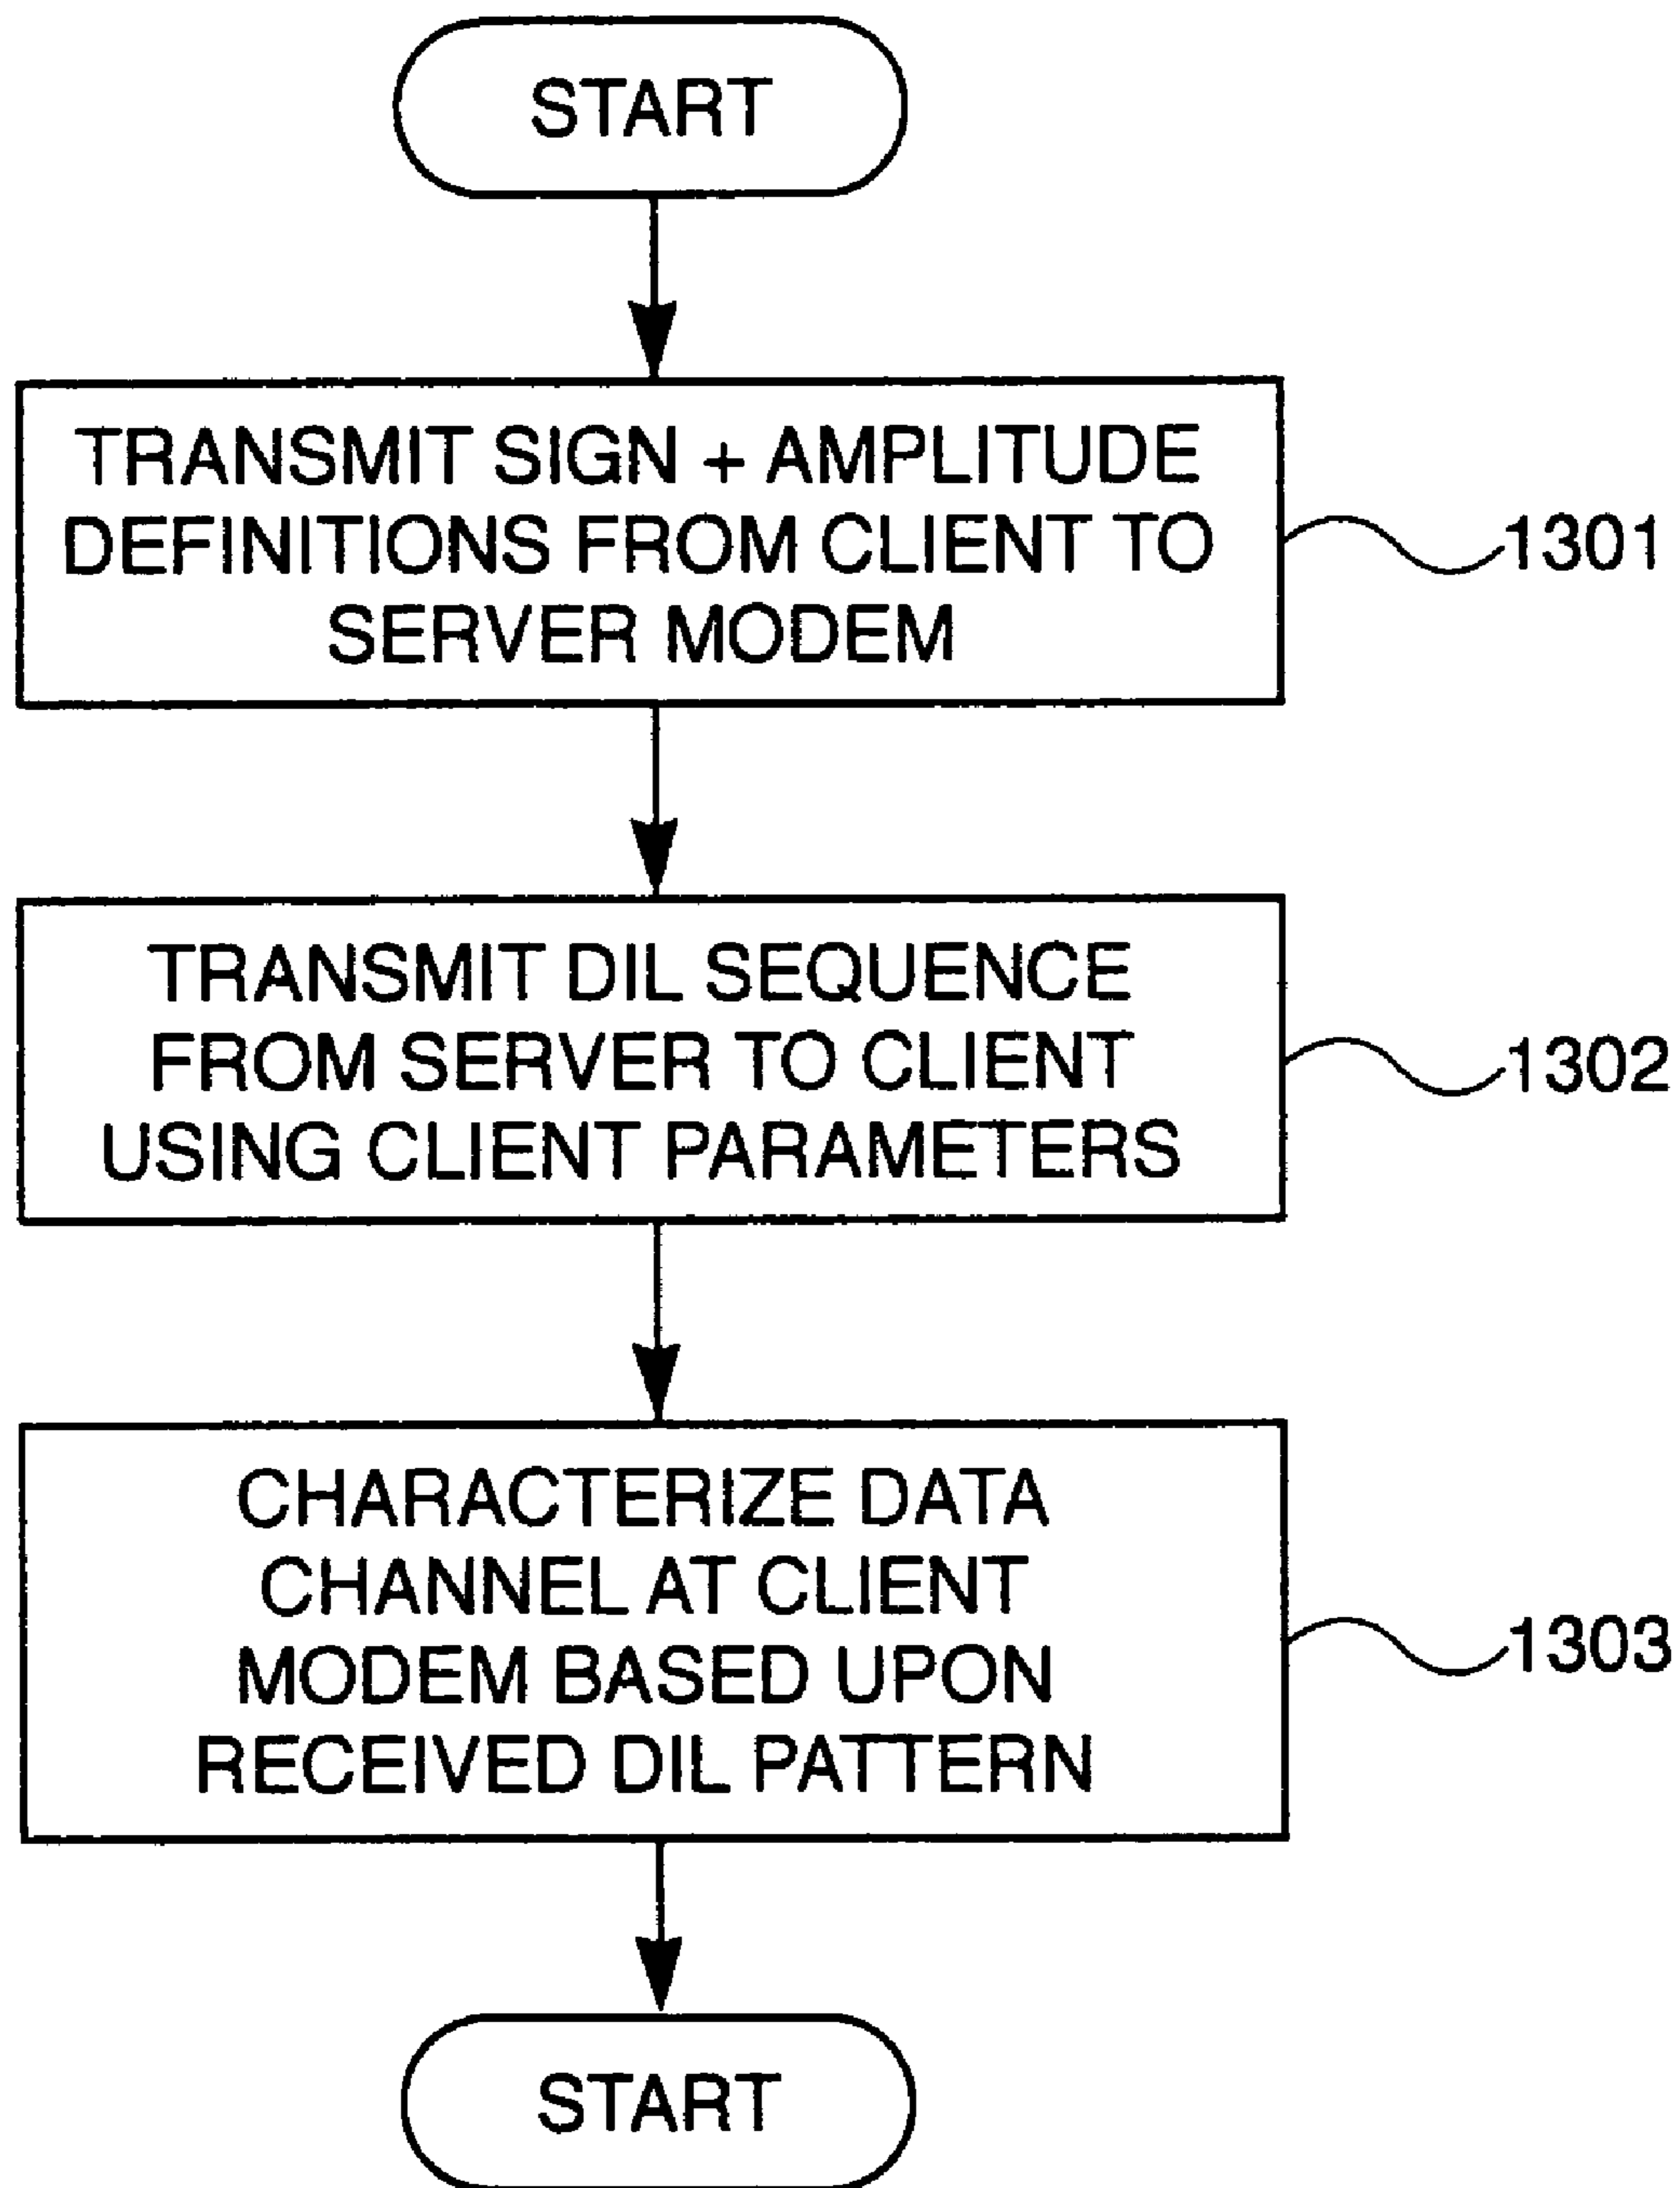 START
TRANSMIT SIGN + AMPLITUDE
DEFINITIONS FROM CLIENT TO
SERVER MODEM
1301
TRANSMIT DIL SEQUENCE
FROM SERVER TO CLIENT
USING CLIENT PARAMETERS
1302
CHARACTERIZE DATA
CHANNEL AT CLIENT
MODEM BASED UPON
RECEIVED DIL PATTERN
1303
START